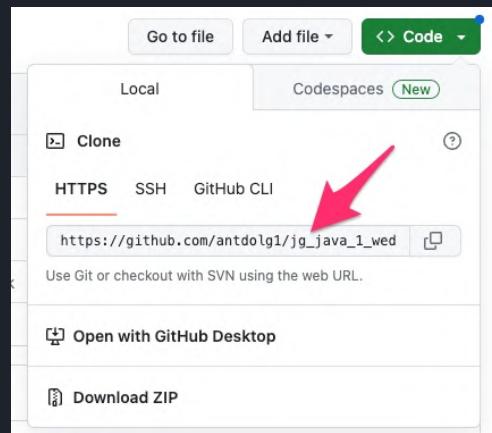 Go to file Add file <> Code
Local Codespaces New
Clone
HTTPS SSH GitHub CLI
https://github.com/antdolg1/jg_java_1_wed
Use Git or checkout with SVN using the web URL.
Open with GitHub Desktop
Download ZIP